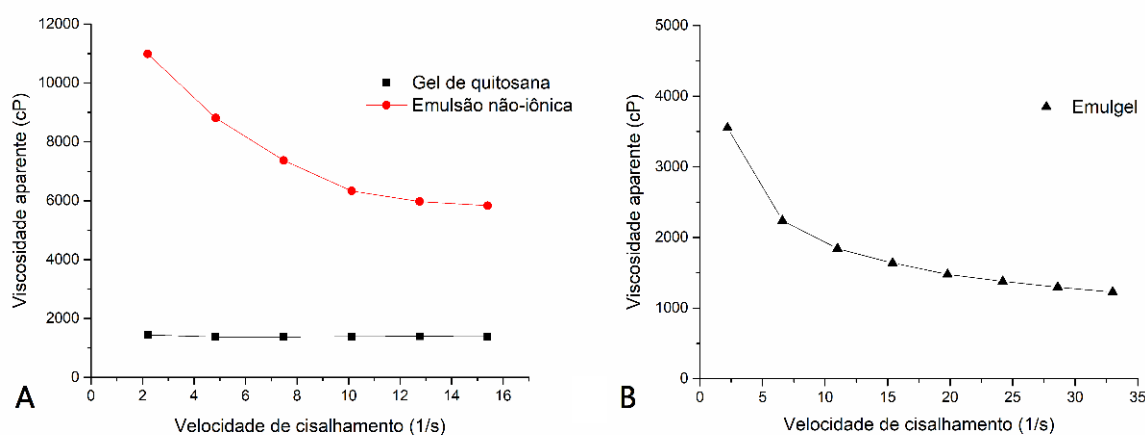 12000
10000
8000
6000
4000
2000
0
Viscosidade aparente (cP)
Gel de quitosana
Emulsão não-iônica
0 2 4 6 8 10 12 14 16
Velocidade de cisalhamento (1/s)
A
5000
4000
3000
2000
1000
0
Viscosidade aparente (cP)
Emulgel
0 5 10 15 20 25 30 35
Velocidade de cisalhamento (1/s)
B